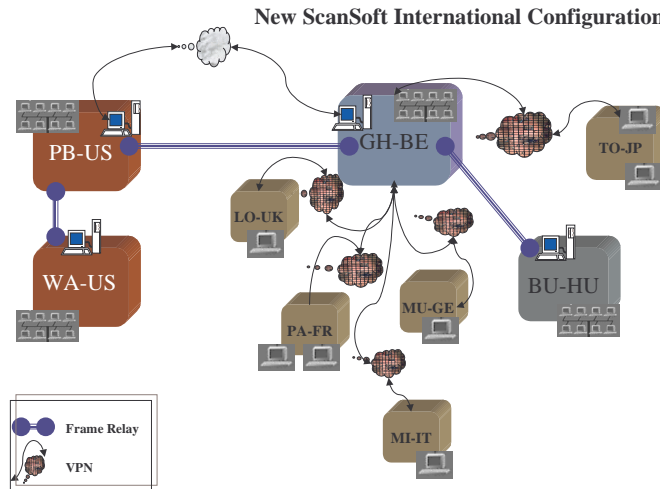 New ScanSoft International Configuration
PB-US
GH-BE
TO-JP
LO-UK
WA-US
BU-HU
PA-FR
MU-GE
MI-IT
Frame Relay
VPN